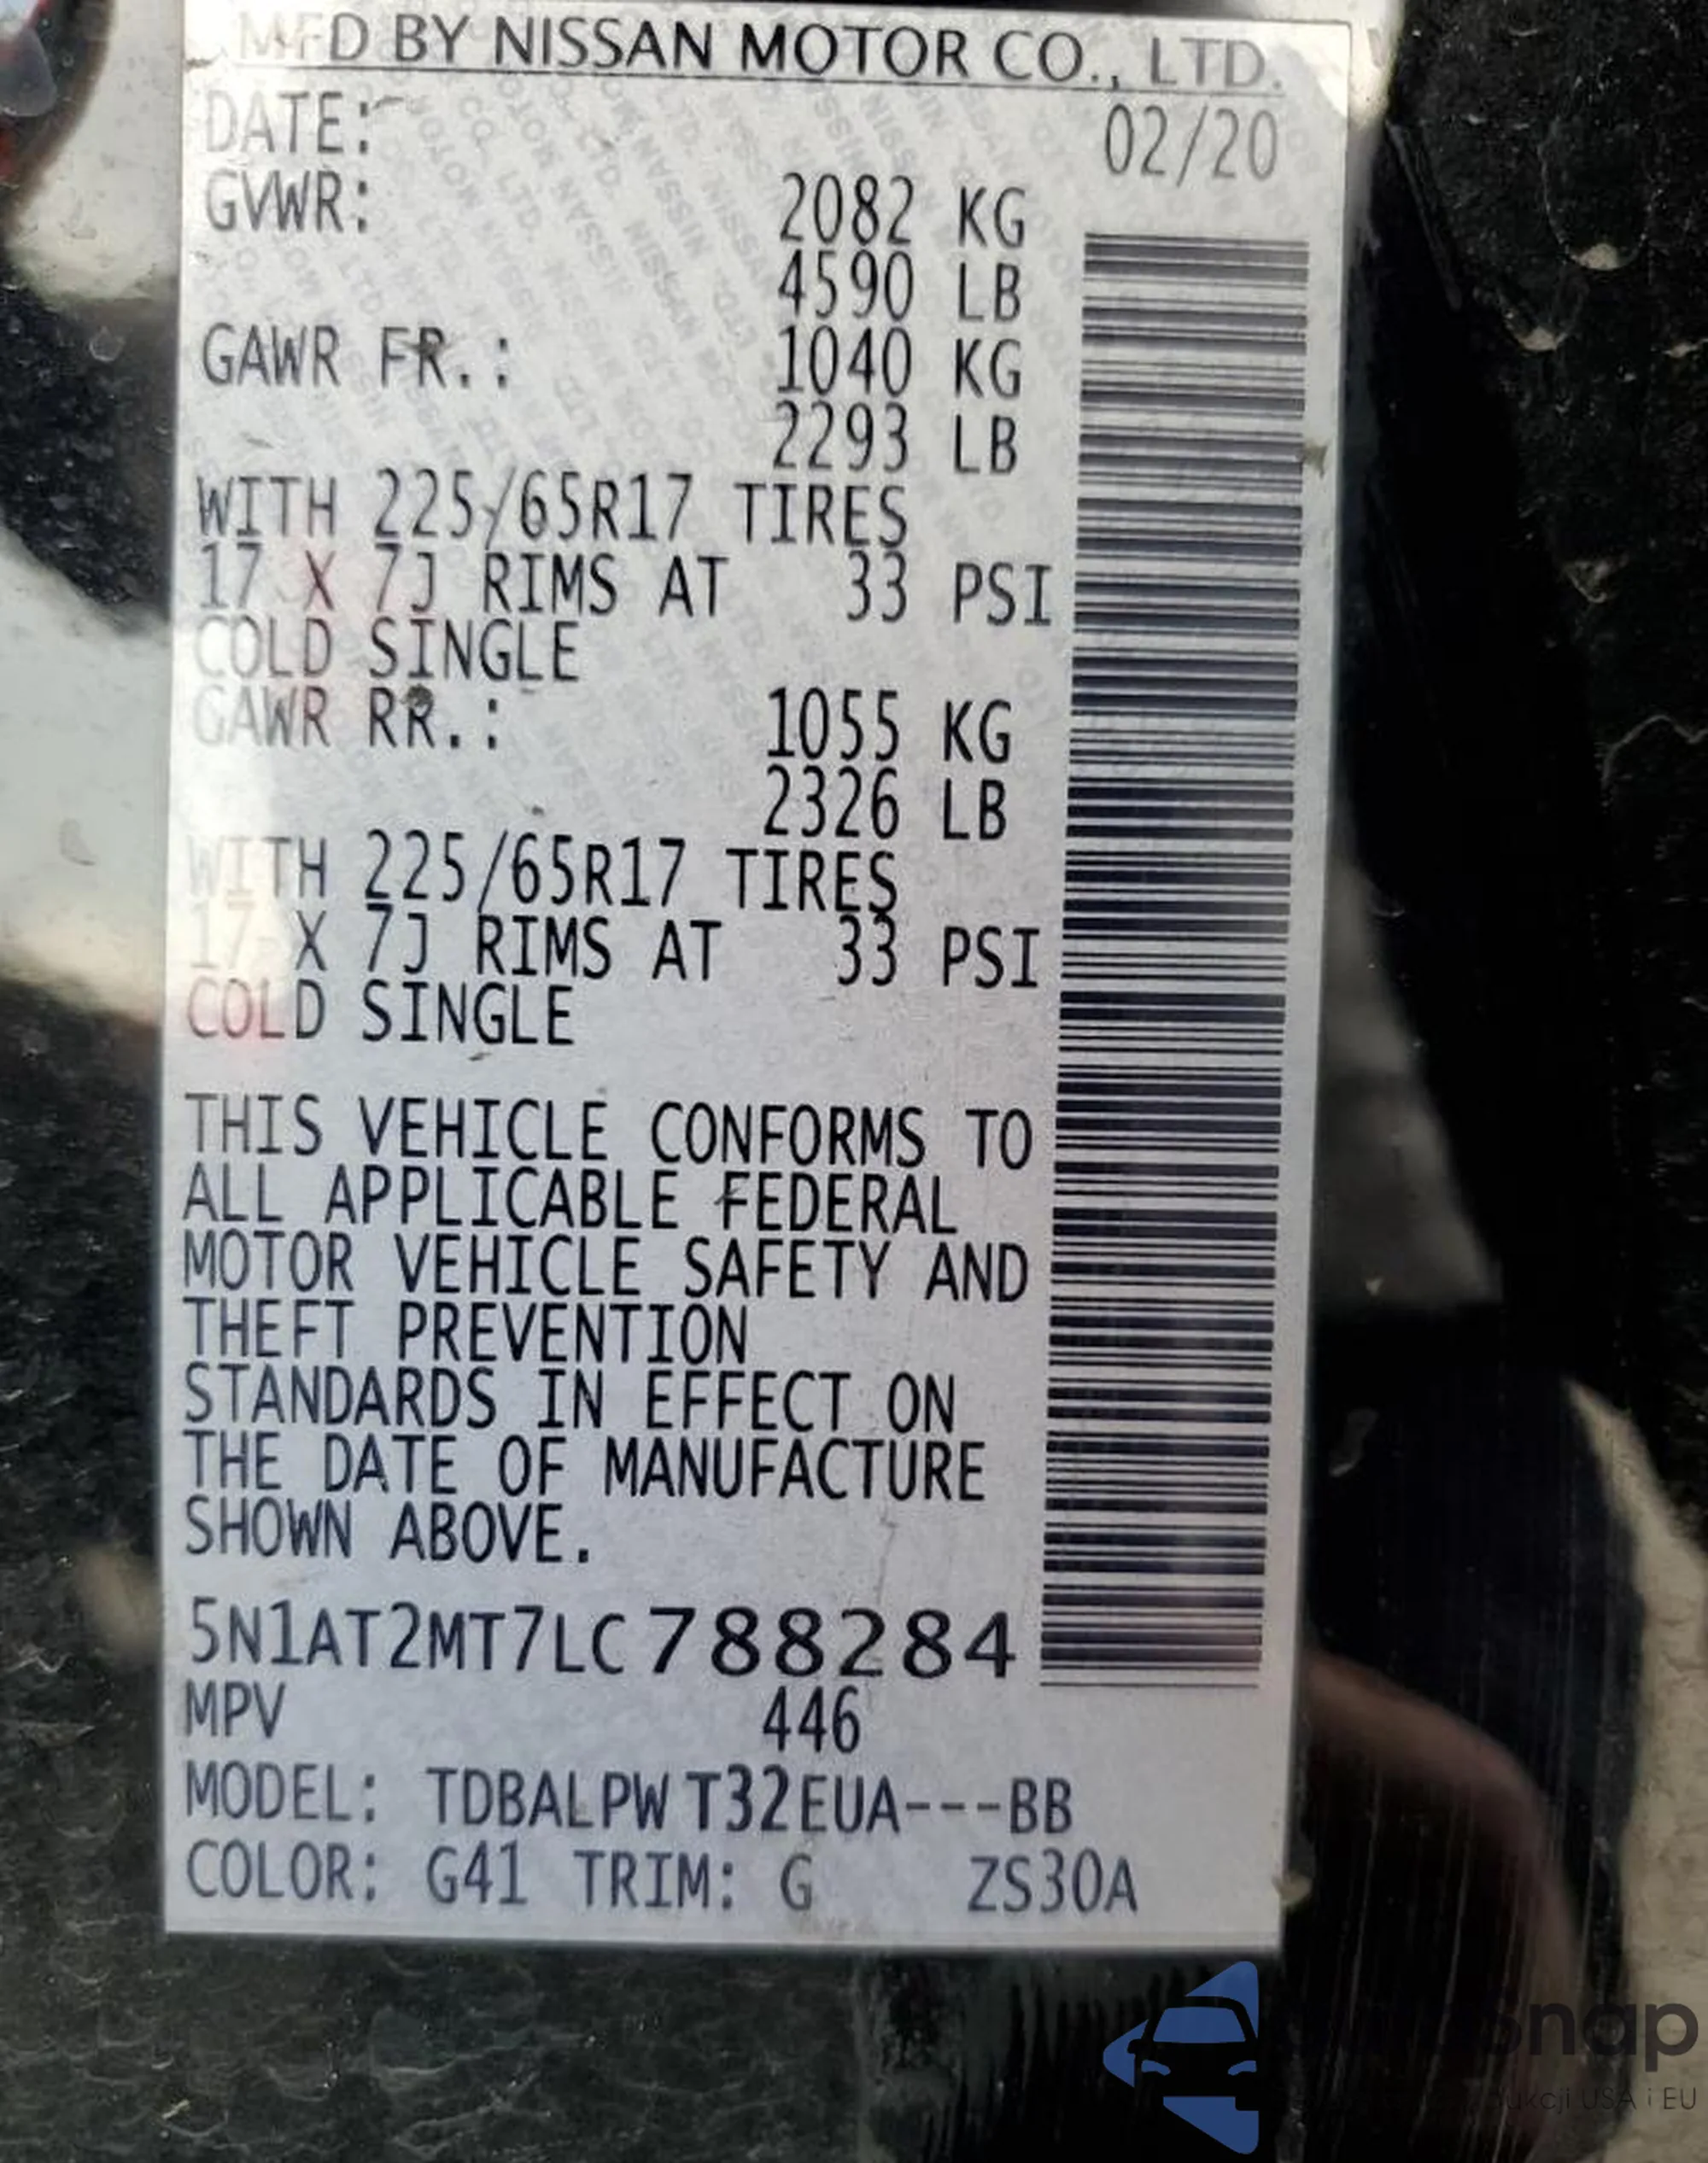 MFD BY NISSAN MOTOR CO., LTD.
DATE: 02/20
GVWR: 2082 KG
4590 LB
GAWR FR.: 1040 KG
2293 LB
WITH 225/65R17 TIRES
17 X 7J RIMS AT 33 PSI
COLD SINGLE
GAWR RR.: 1055 KG
2326 LB
WITH 225/65R17 TIRES
17 X 7J RIMS AT 33 PSI
COLD SINGLE
THIS VEHICLE CONFORMS TO
ALL APPLICABLE FEDERAL
MOTOR VEHICLE SAFETY AND
THEFT PREVENTION
STANDARDS IN EFFECT ON
THE DATE OF MANUFACTURE
SHOWN ABOVE.
5N1AT2MT7LC788284
MPV 446
MODEL: TDBALPWT32EUA---BB
COLOR: G41 TRIM: G ZS30A
USA i EU